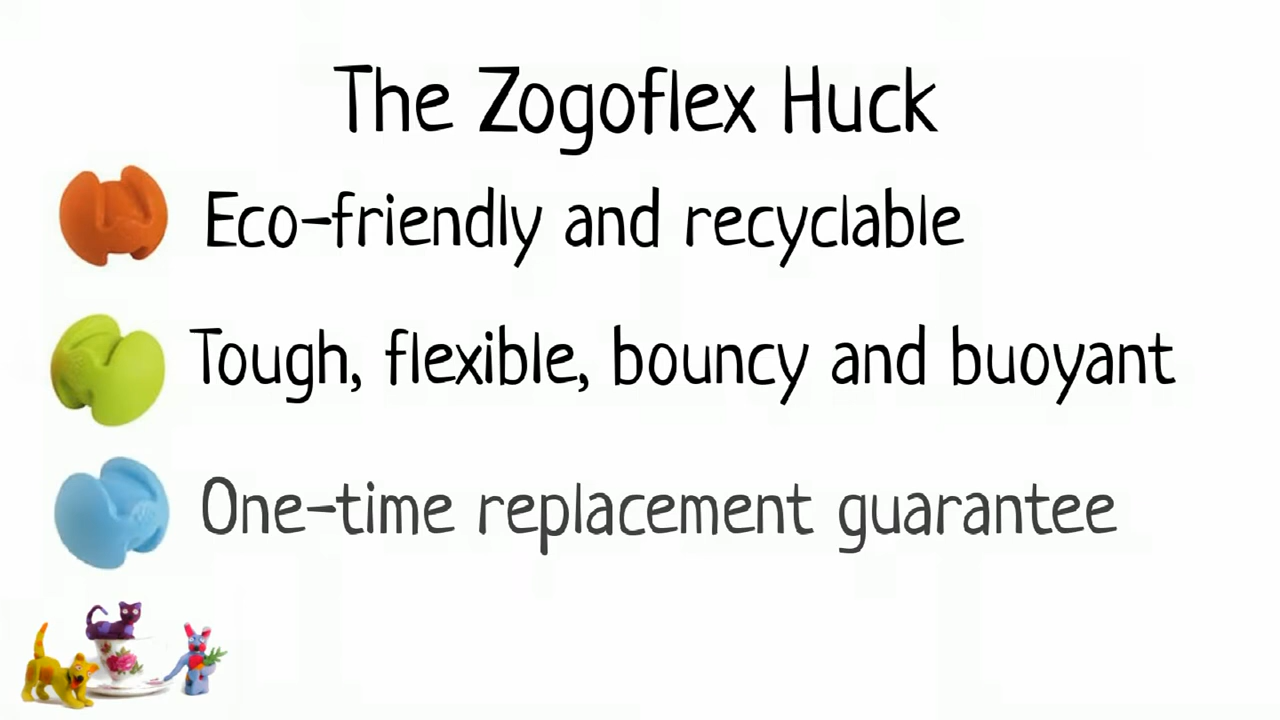 The Zogoflex Huck
Eco-friendly and recyclable
Tough, flexible, bouncy and buoyant
One-time replacement guarantee